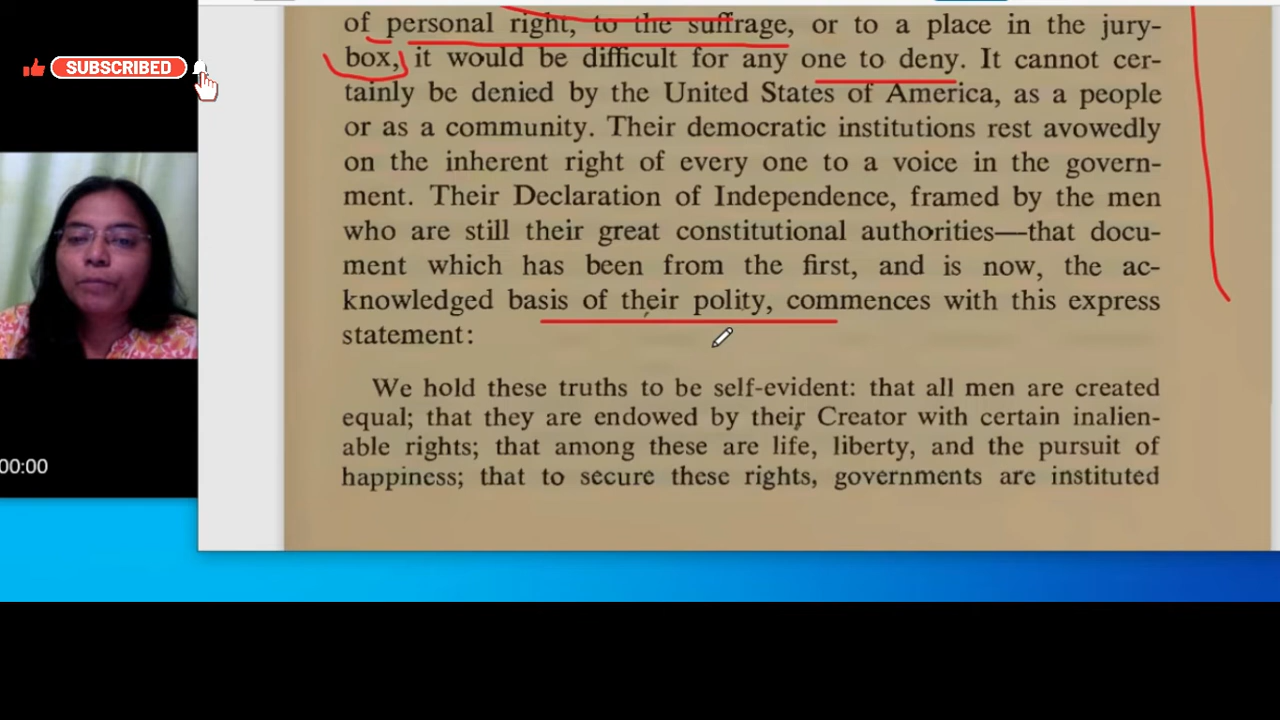 of personal right, to the suffrage, or to a place in the jury-
SUBSCRIBED
box, it would be difficult for any one to deny. It cannot cer-
tainly be denied by the United States of America, as a people
or as a community. Their democratic institutions rest avowedly
on the inherent right of every one to a voice in the govern-
ment. Their Declaration of Independence, framed by the men
who are still their great constitutional authorities—that docu-
ment which has been from the first, and is now, the ac-
knowledged basis of their polity, commences with this express
statement:
We hold these truths to be self-evident: that all men are created
equal; that they are endowed by their Creator with certain inalien-
able rights; that among these are life, liberty, and the pursuit of
00:00
happiness; that to secure these rights, governments are instituted